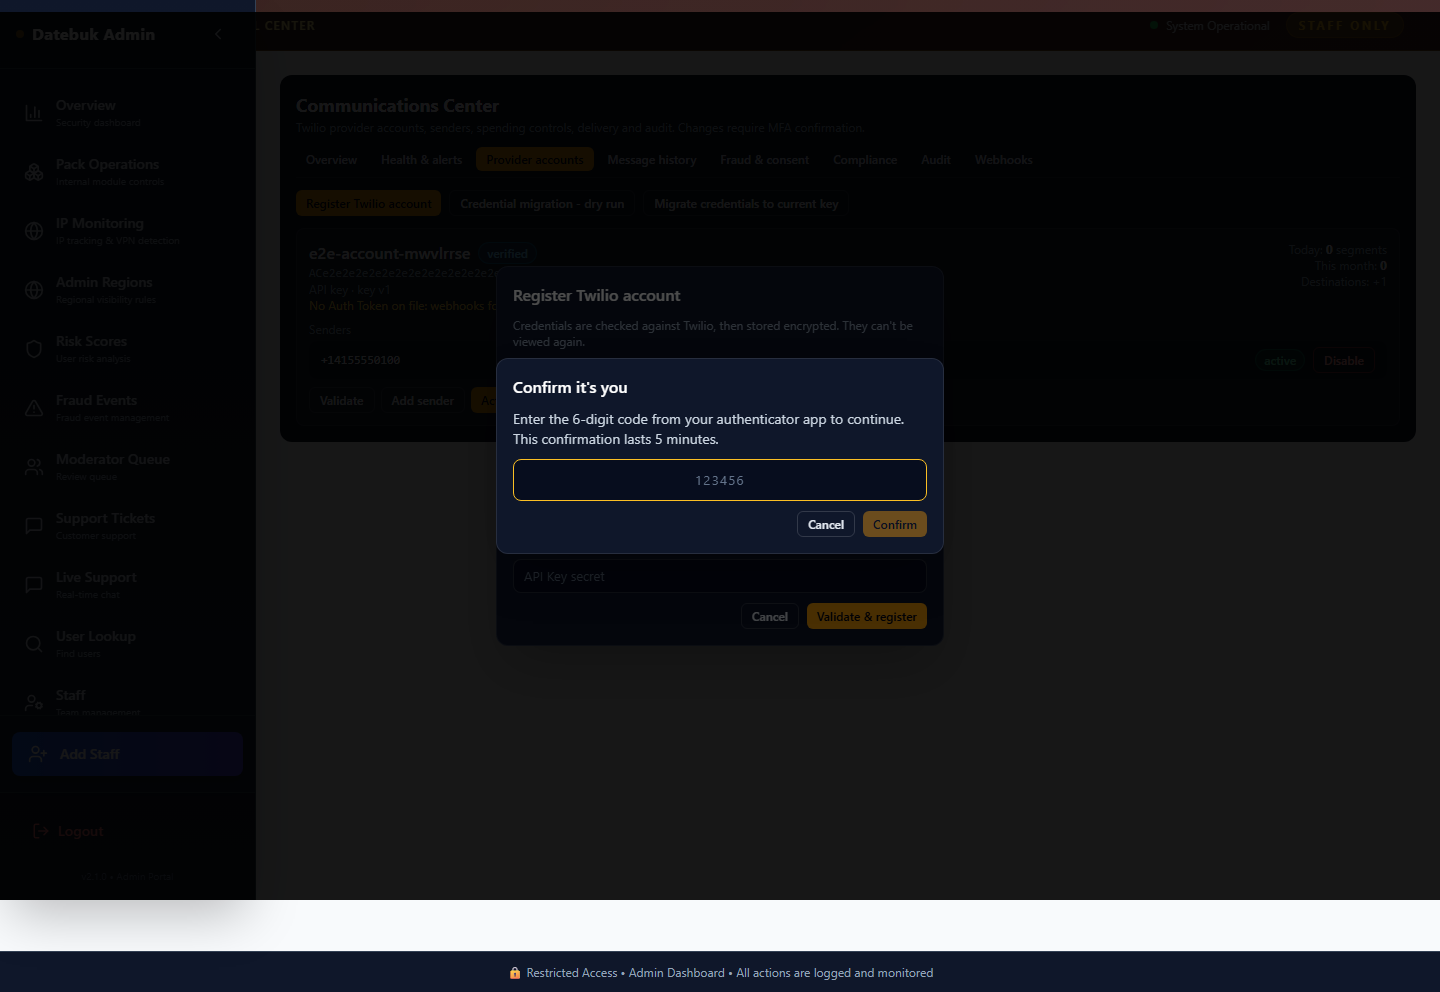 Datebuk Admin
Overview
Security dashboard
Pack Operations
Internal module controls
IP Monitoring
IP tracking & VPN detection
Admin Regions
Regional visibility rules
Risk Scores
User risk analysis
Fraud Events
Fraud event management
Moderator Queue
Review queue
Support Tickets
Customer support
Live Support
Real-time chat
User Lookup
Find users
Staff
Team management
Add Staff
Logout
CENTER
System Operational
STAFF ONLY
Communications Center
Twilio provider accounts, senders, spending controls, delivery and audit. Changes require MFA confirmation.
Overview Health & alerts Provider accounts Message history Fraud & consent Compliance Audit Webhooks
Register Twilio account Credential migration - dry run Migrate credentials to current key
e2e-account-mwvlrrse verified
API key - key v1
No Auth Token on file: webhooks
Today: 0 segments
This month: 0
Destinations: +1
Senders
+14155550100
active Disable
Validate Add sender
Register Twilio account
Credentials are checked against Twilio, then stored encrypted. They can't be
viewed again.
Confirm it's you
Enter the 6-digit code from your authenticator app to continue.
This confirmation lasts 5 minutes.
123456
Cancel Confirm
API Key secret
Cancel Validate & register
🔒 Restricted Access • Admin Dashboard • All actions are logged and monitored